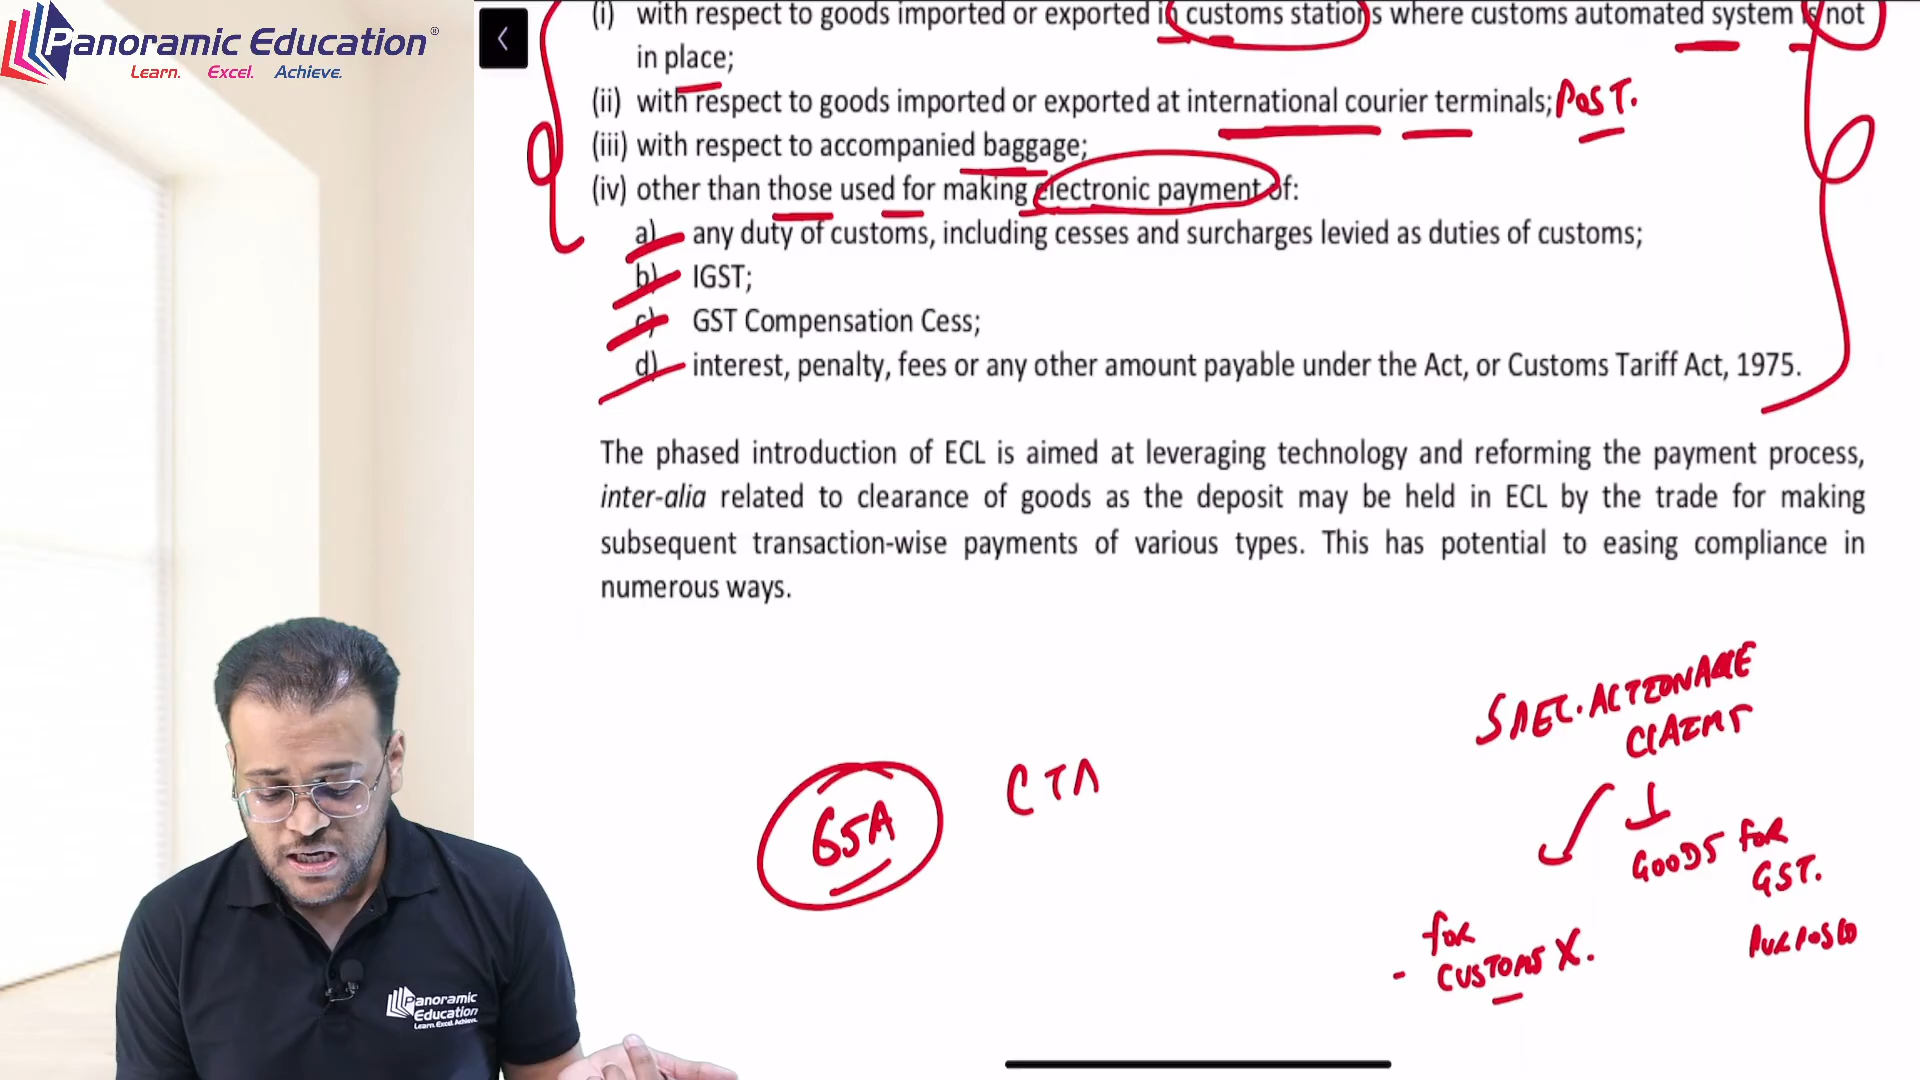 Panoramic Education®
Learn. Excel. Achieve.
(i) with respect to goods imported or exported in customs stations where customs automated system is not
in place;
(ii) with respect to goods imported or exported at international courier terminals; POST.
(iii) with respect to accompanied baggage;
(iv) other than those used for making electronic payment of:
a) any duty of customs, including cesses and surcharges levied as duties of customs;
b) IGST;
c) GST Compensation Cess;
d) interest, penalty, fees or any other amount payable under the Act, or Customs Tariff Act, 1975.
The phased introduction of ECL is aimed at leveraging technology and reforming the payment process,
inter-alia related to clearance of goods as the deposit may be held in ECL by the trade for making
subsequent transaction-wise payments of various types. This has potential to easing compliance in
numerous ways.
SPEC. ACTIONABLE
CLAIMS
65A CTA
GOODS for
GST.
PURPOSES
for
- CUSTOMS X.
Panoramic
Education
Learn. Excel. Achieve.